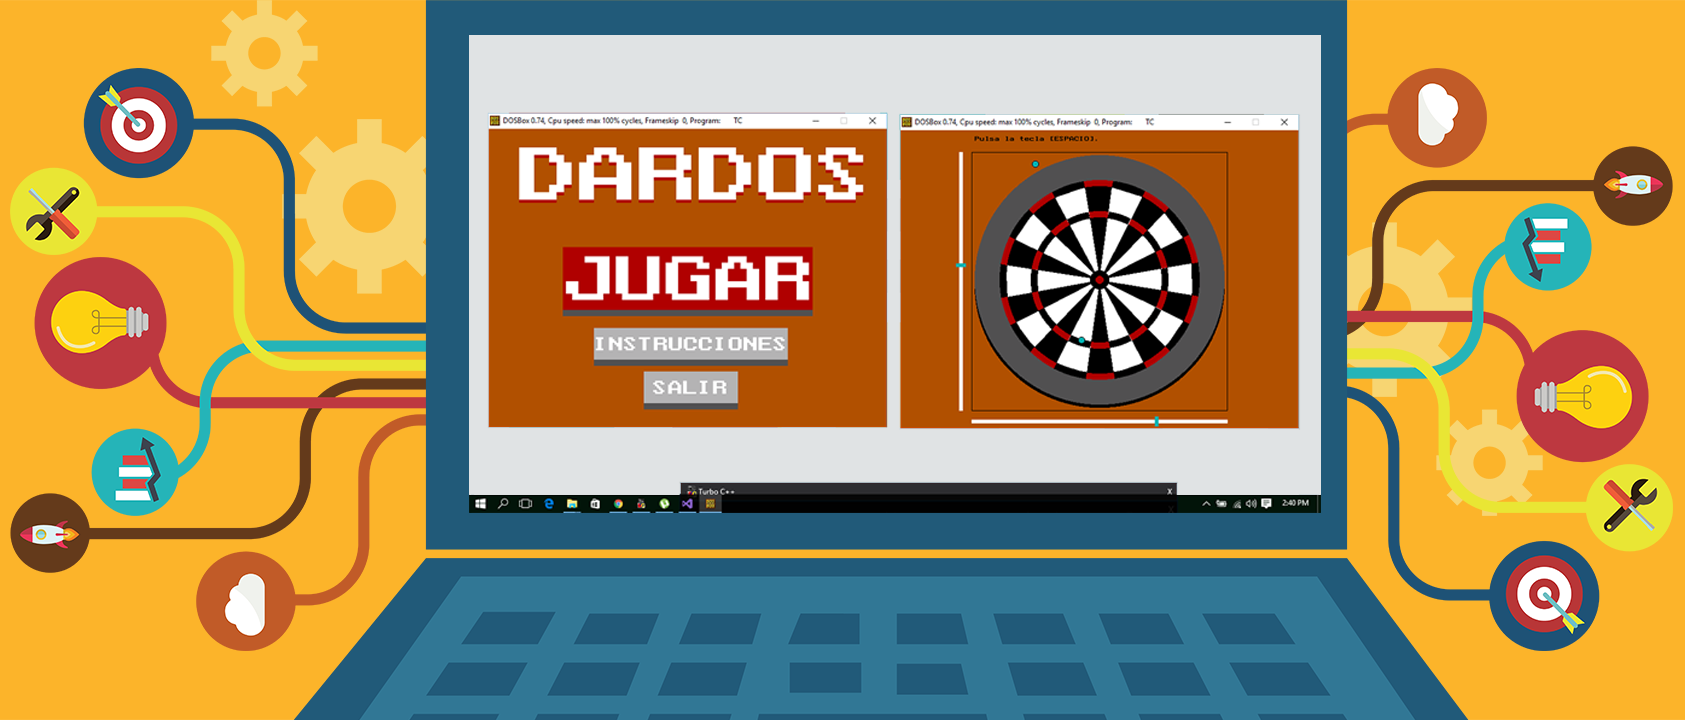 DOSBox 0.74, Cpu speed: max 100% cycles, Frameskip 0, Program: TC
DARDOS
JUGAR
INSTRUCCIONES
SALIR
DOSBox 0.74, Cpu speed: max 100% cycles, Frameskip 0, Program: TC
Pulsa la tecla [ESPACIO].
Turbo C++
X
2:40 PM